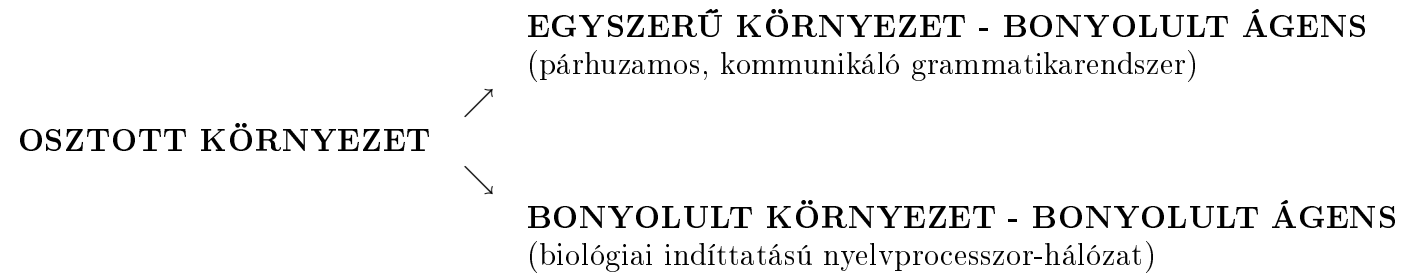 EGYSZERŰ KÖRNYEZET - BONYOLULT ÁGENS
(párhuzamos, kommunikáló grammatikarendszer)
OSZTOTT KÖRNYEZET
BONYOLULT KÖRNYEZET - BONYOLULT ÁGENS
(biológiai indíttatású nyelvprocesszor-hálózat)